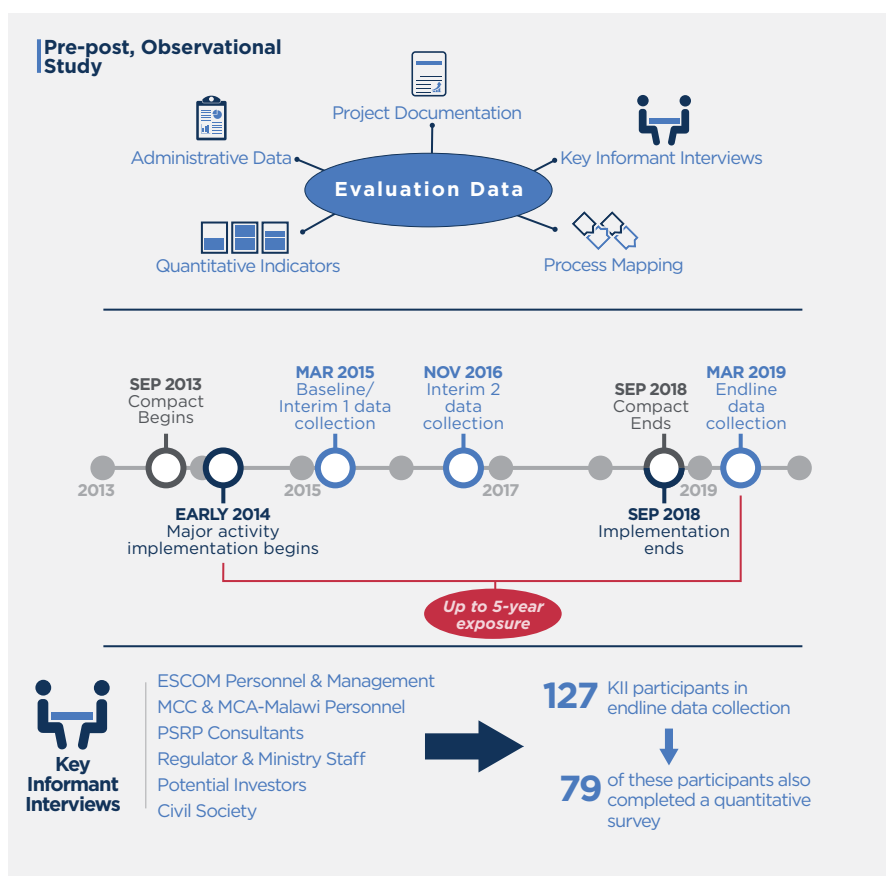 Pre-post, Observational
Study
Project Documentation
Administrative Data
Key Informant Interviews
Evaluation Data
Quantitative Indicators
Process Mapping
SEP 2013
Compact
Begins
MAR 2015
Baseline/
Interim 1 data
collection
NOV 2016
Interim 2
data
collection
SEP 2018
Compact
Ends
MAR 2019
Endline
data
collection
2013
2015
2017
2019
EARLY 2014
Major activity
implementation begins
SEP 2018
Implementation
ends
Up to 5-year
exposure
Key
Informant
Interviews
ESCOM Personnel & Management
MCC & MCA-Malawi Personnel
PSRP Consultants
Regulator & Ministry Staff
Potential Investors
Civil Society
127 KII participants in
endline data collection
79 of these participants also
completed a quantitative
survey